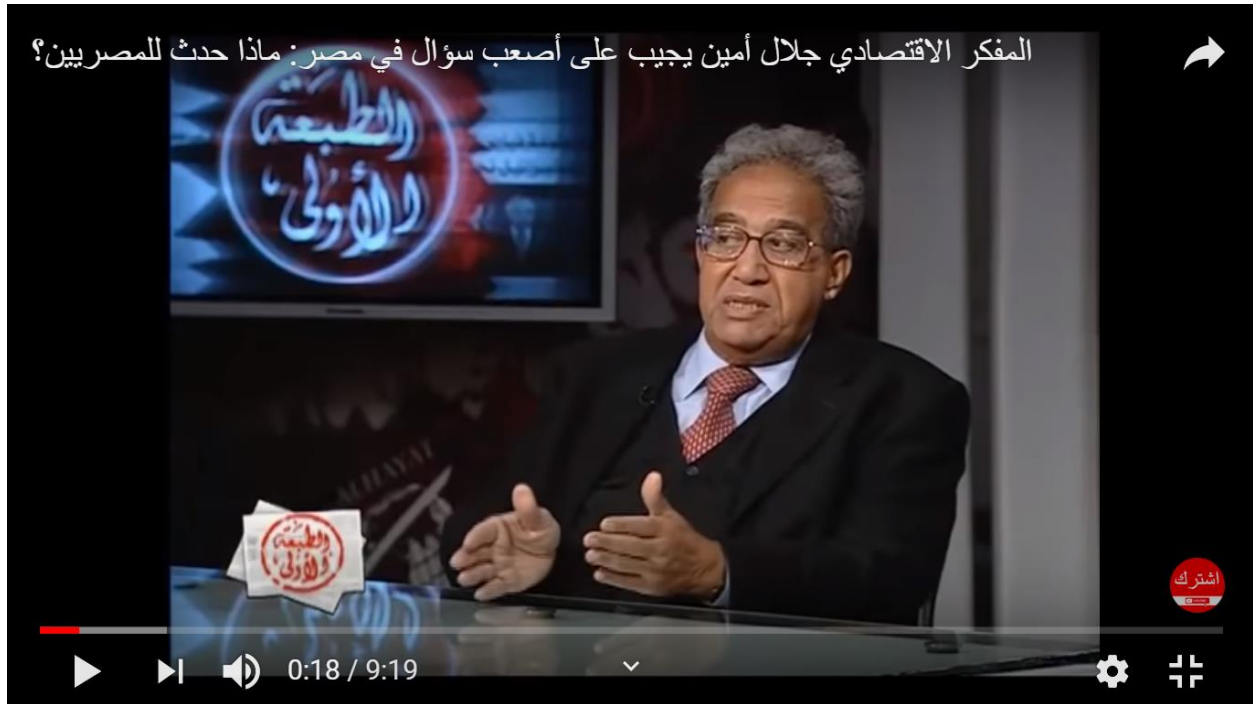 المفكر الاقتصادي جلال أمين يجيب على أصعب سؤال في مصر: ماذا حدث للمصريين؟
الطبعة
الأولى
ALHAYAT
الطبعة
الأولى
اشترك
0:18 / 9:19